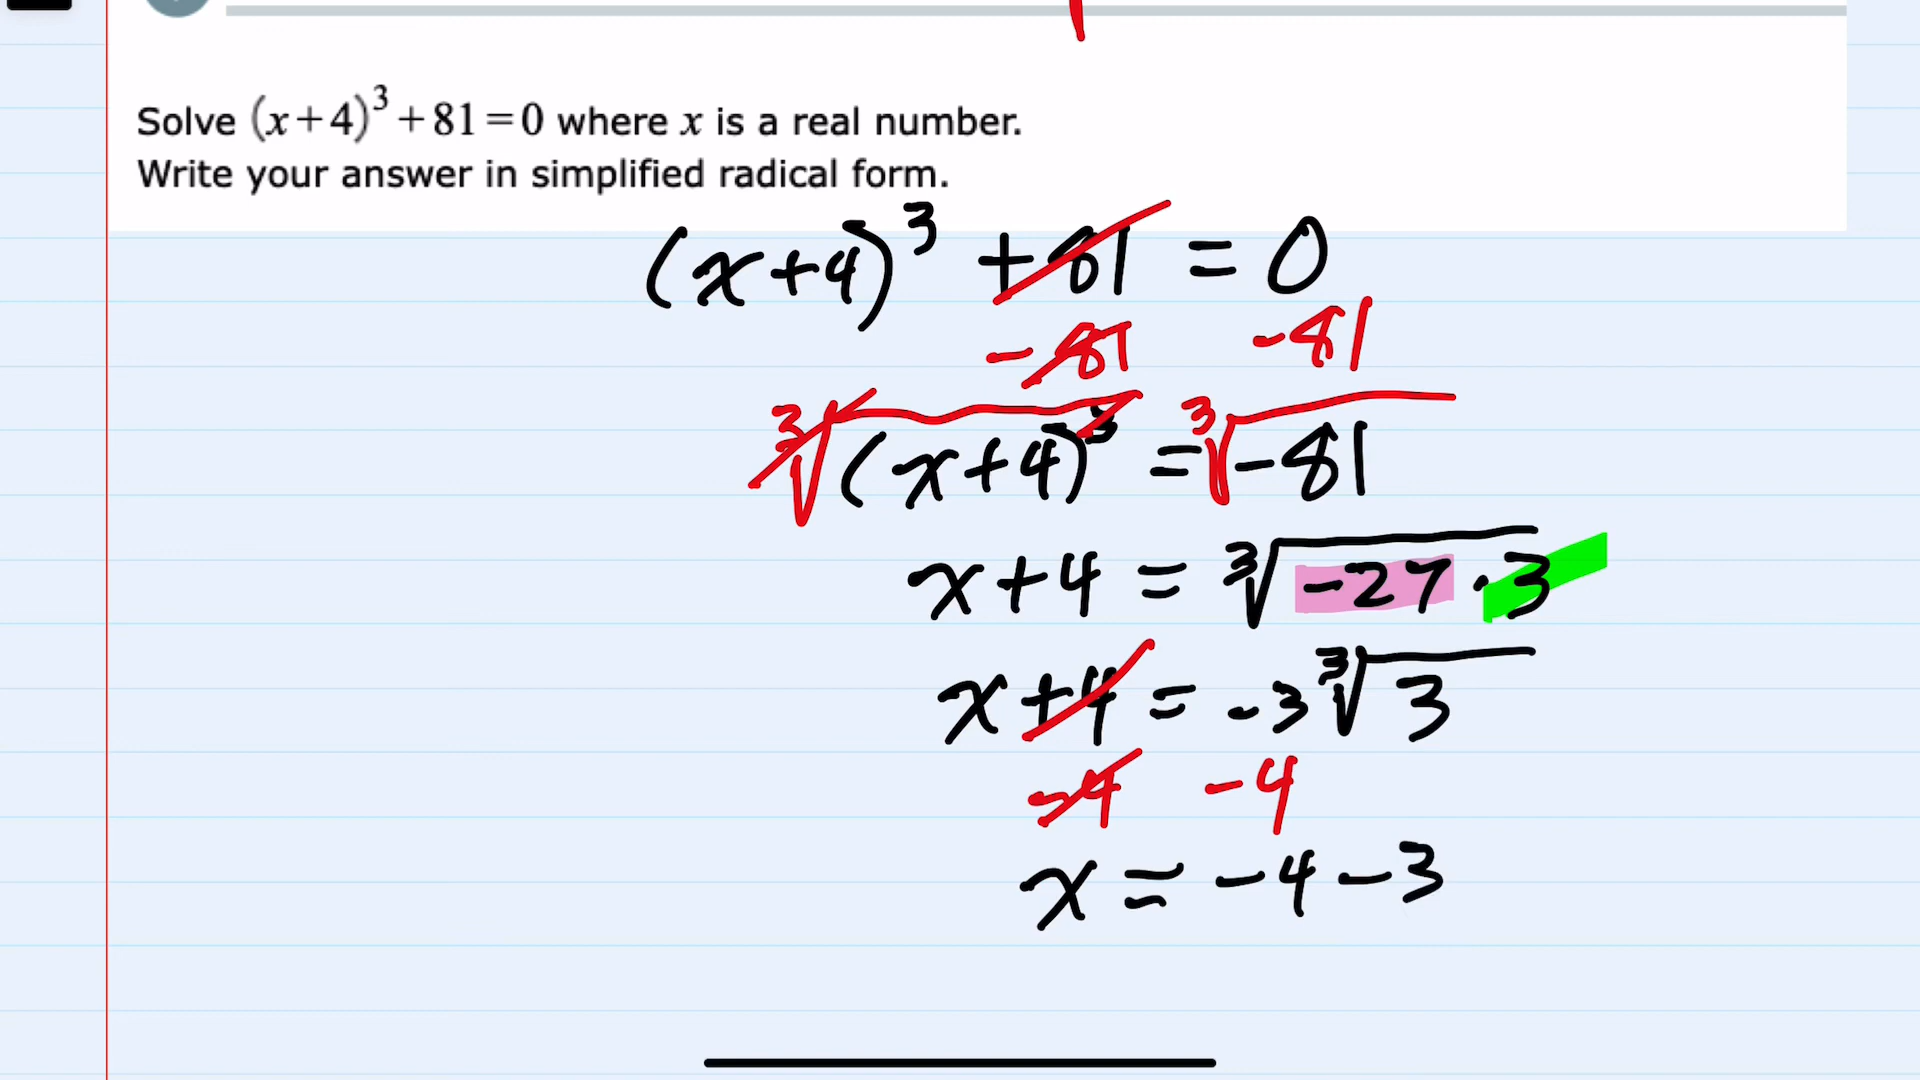 Solve (x+4)³+81=0 where x is a real number.
Write your answer in simplified radical form.
(x+4)³ +81 = 0
-81 -81
∛(x+4)³ = ∛-81
x+4 = ∛-27·3
x+4 = -3∛3
-4 -4
x = -4-3